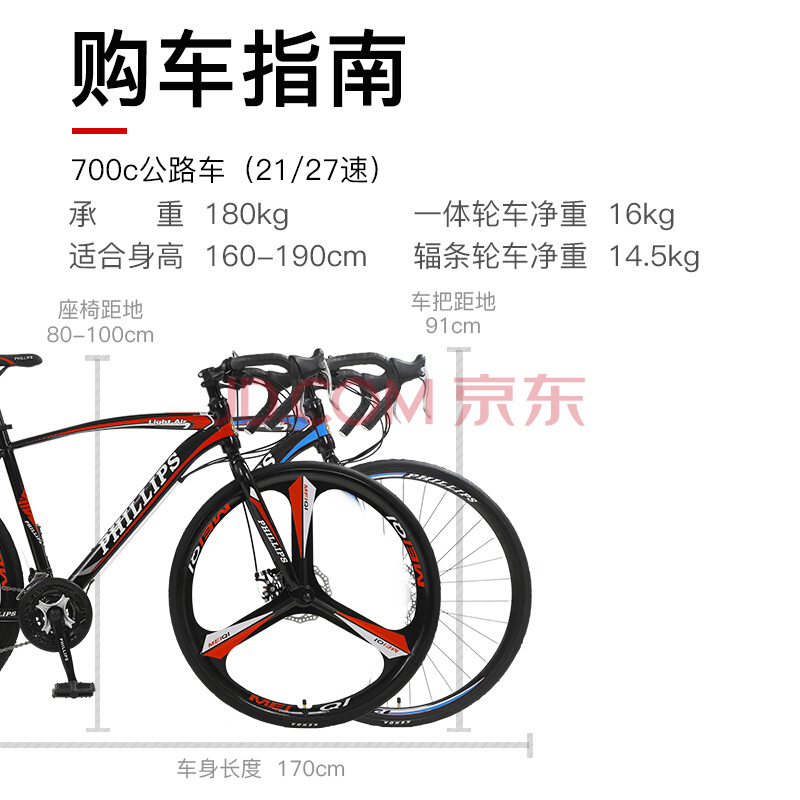 购车指南
700c公路车（21/27速）
承 重 180kg 一体轮车净重 16kg
适合身高 160-190cm 辐条轮车净重 14.5kg
座椅距地
80-100cm
车把距地
91cm
JD.COM 京东
PHILLIPS
Light-Air
PHILLIPS
PHILLIPS
PHILLIPS
PHILLIPS
PHILLIPS
MEIQI
MEIQI
MEIQI
MEIQI
MEIQI
MEIQI
KENDA
KENDA
车身长度 170cm